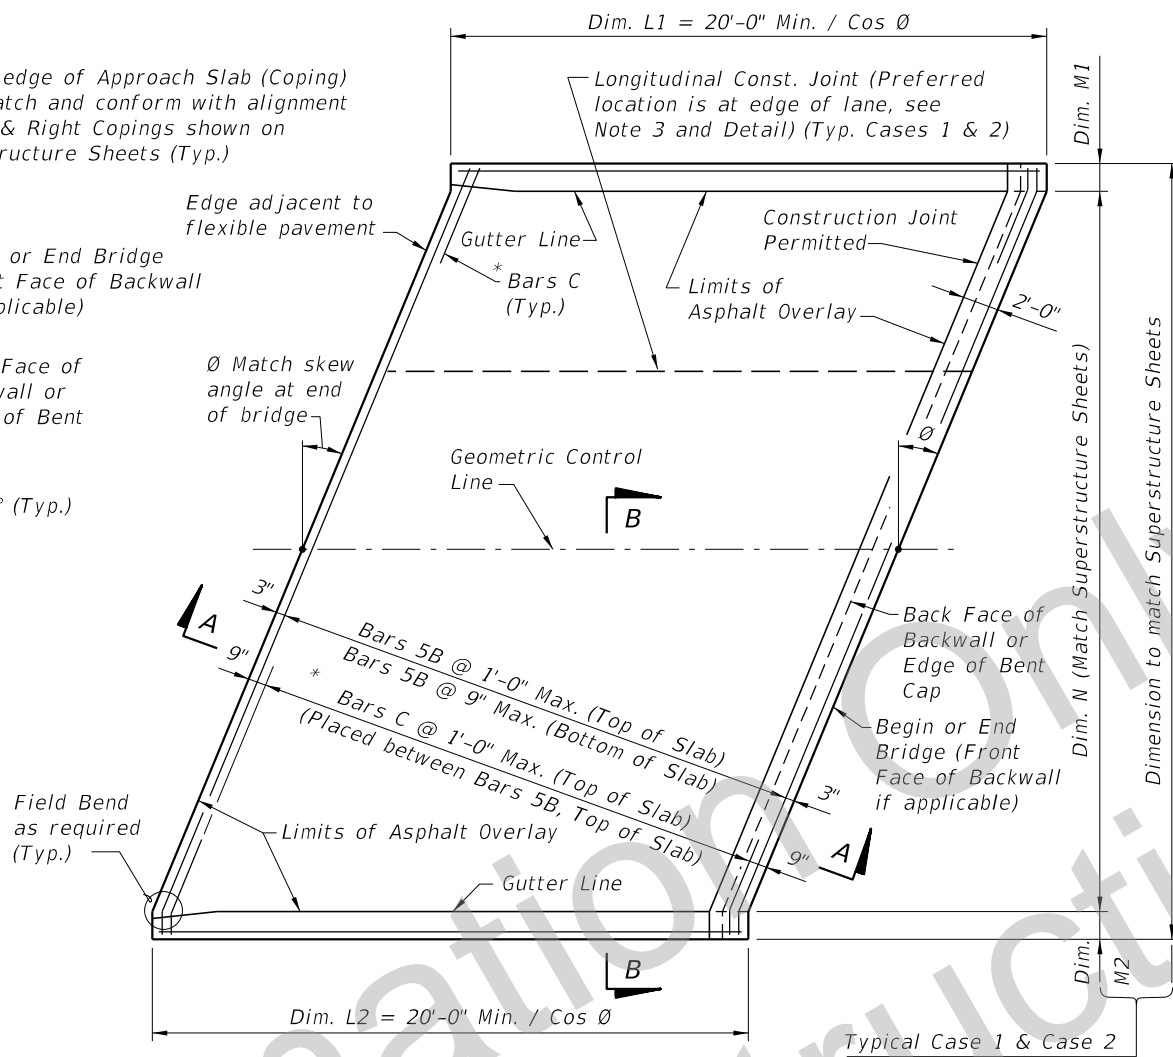 Dim. L1 = 20'-0" Min. / Cos Ø
edge of Approach Slab (Coping)
atch and conform with alignment
& Right Copings shown on
tructure Sheets (Typ.)
Longitudinal Const. Joint (Preferred
location is at edge of lane, see
Note 3 and Detail) (Typ. Cases 1 & 2)
Dim. M1
Edge adjacent to
flexible pavement
Gutter Line
Construction Joint
Permitted
or End Bridge
t Face of Backwall
plicable)
* Bars C
(Typ.)
Limits of
Asphalt Overlay
2'-0"
Face of
wall or
of Bent
Ø Match skew
angle at end
of bridge
Ø
Geometric Control
Line
B
° (Typ.)
Dim. N (Match Superstructure Sheets)
Dimension to match Superstructure Sheets
3"
A
9"
Bars 5B @ 1'-0" Max. (Top of Slab)
Bars 5B @ 9" Max. (Bottom of Slab)
* Bars C @ 1'-0" Max. (Top of Slab)
(Placed between Bars 5B, Top of Slab)
Back Face of
Backwall or
Edge of Bent
Cap
Begin or End
Bridge (Front
Face of Backwall
if applicable)
3"
9"
A
Field Bend
as required
(Typ.)
Limits of Asphalt Overlay
Gutter Line
B
Dim.
M2
Dim. L2 = 20'-0" Min. / Cos Ø
Typical Case 1 & Case 2